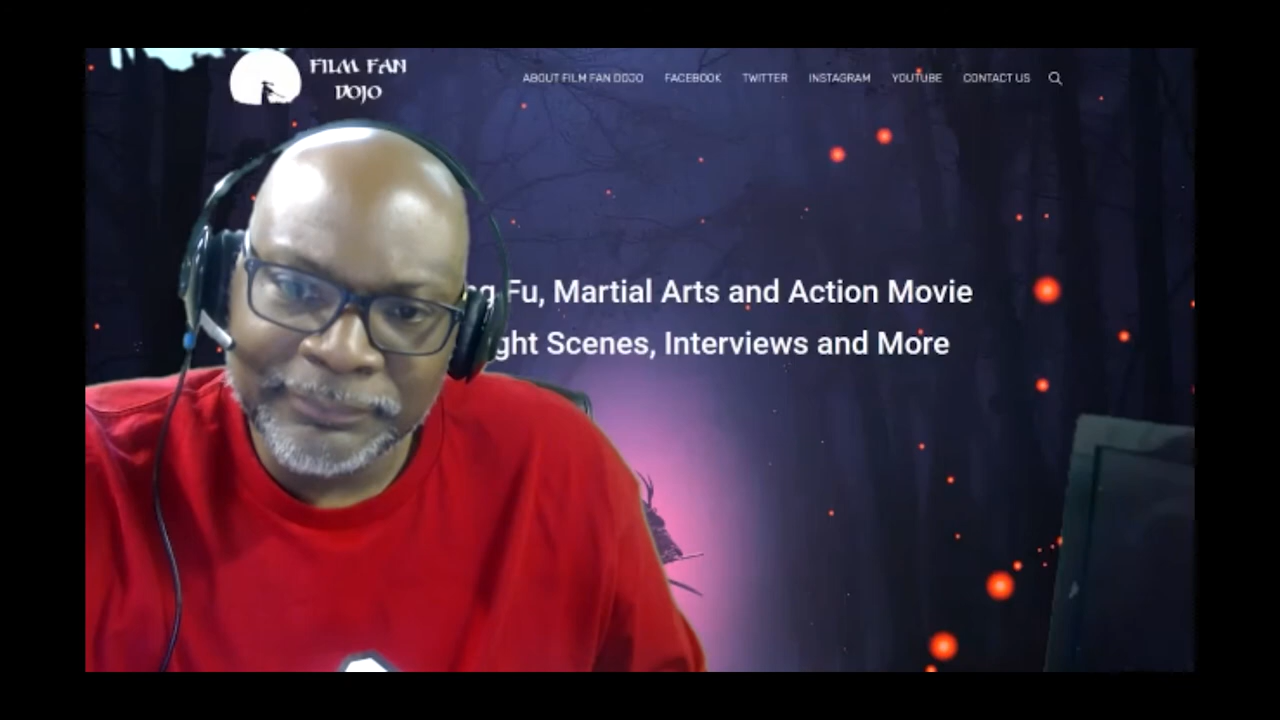 FILM FAN
DOJO
ABOUT FILM FAN DOJO FACEBOOK TWITTER INSTAGRAM YOUTUBE CONTACT US
Fu, Martial Arts and Action Movie
Scenes, Interviews and More